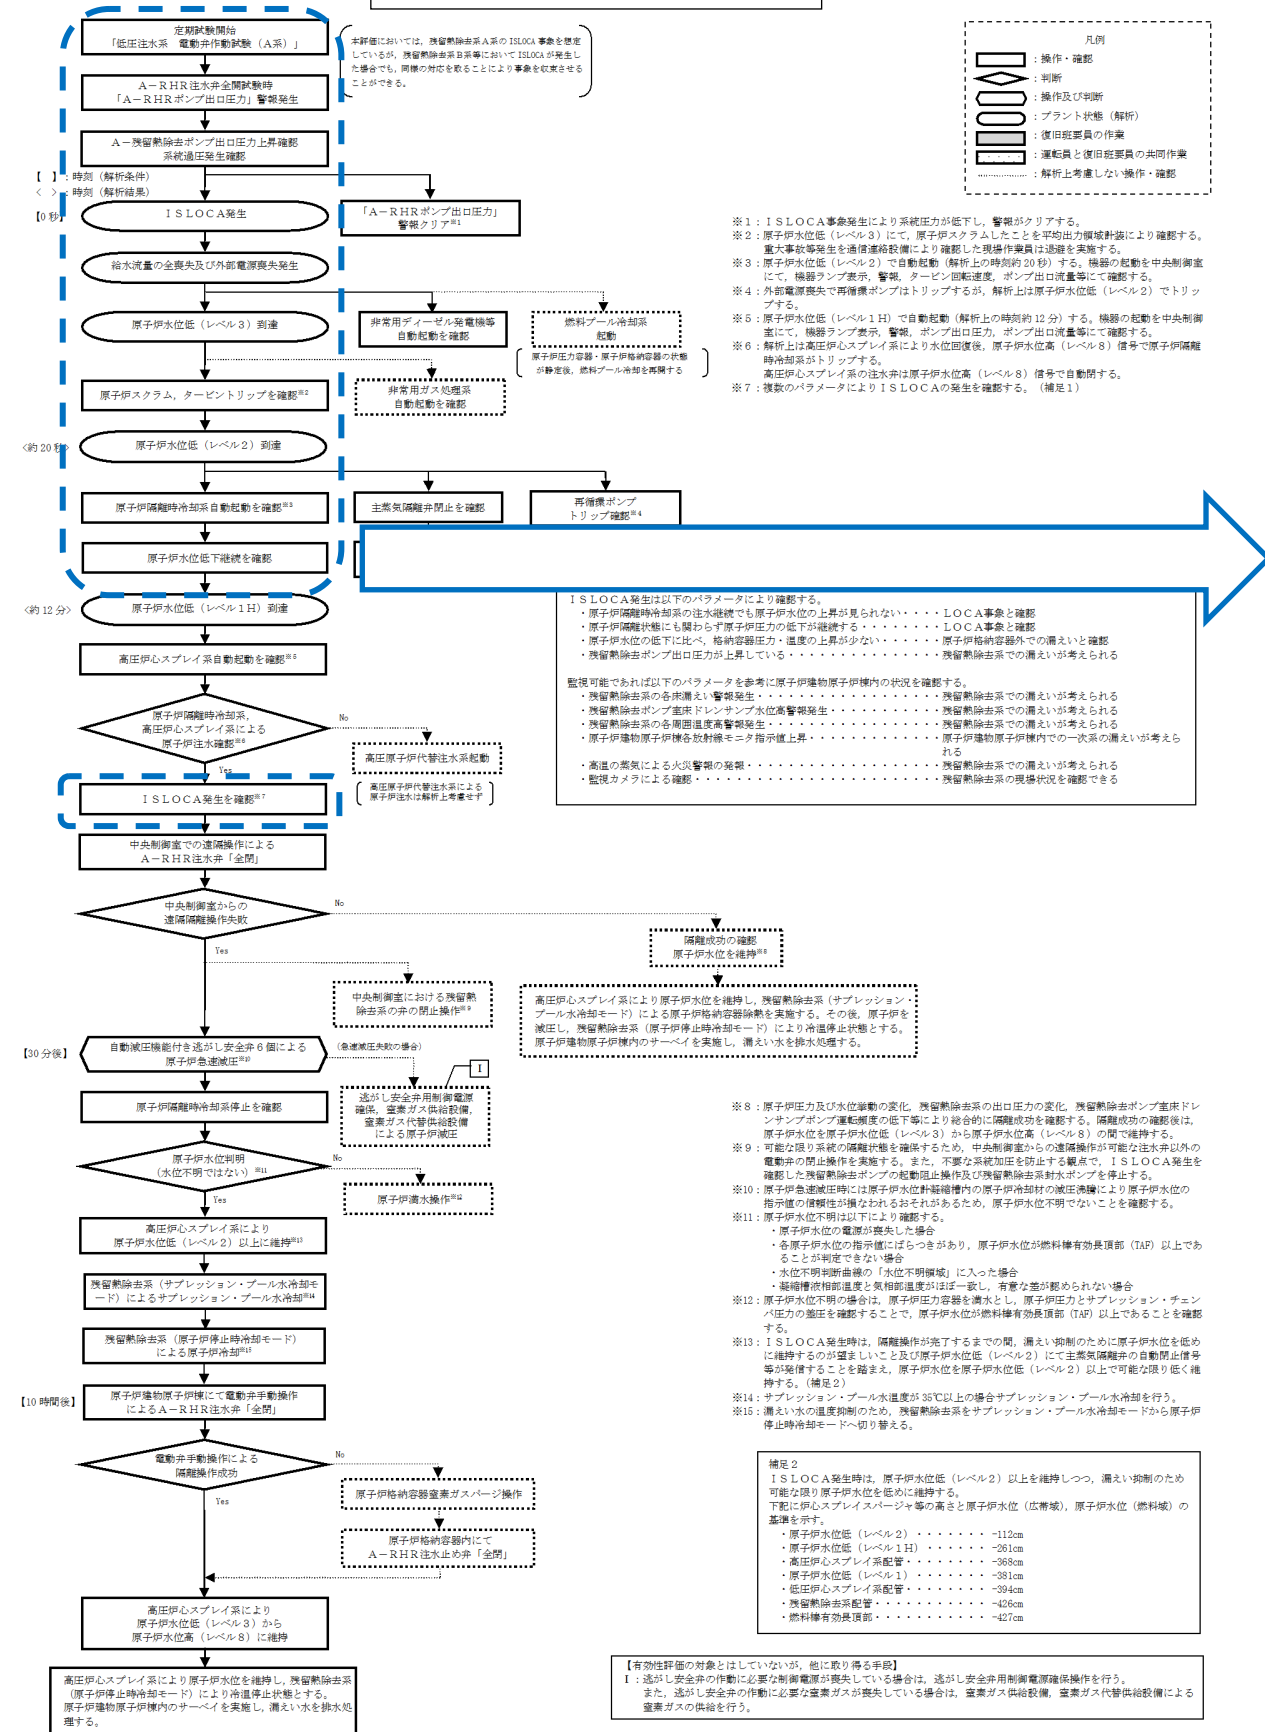 定期試験開始
「低圧注水系　電動弁作動試験（A系）」
本評価においては，残留熱除去系A系のISLOCA事象を想定
しているが，残留熱除去系B系等においてISLOCAが発生し
た場合でも，同様の対応を取ることにより事象を収束させる
ことができる。
凡例
：操作・確認
：判断
：操作及び判断
：プラント状態（解析）
：復旧班要員の作業
：運転員と復旧班要員の共同作業
：解析上考慮しない操作・確認
A－RHR注水弁全開試験時
「A－RHRポンプ出口圧力」警報発生
A－残留熱除去ポンプ出口圧力上昇確認
系統過圧発生確認
【　】：時刻（解析条件）
＜　＞：時刻（解析結果）
【0秒】
ISLOCA発生
「A－RHRポンプ出口圧力」
警報クリア※1
給水流量の全喪失及び外部電源喪失発生
原子炉水位低（レベル3）到達
非常用ディーゼル発電機等
自動起動を確認
燃料プール冷却系
起動
原子炉圧力容器・原子炉格納容器の状態
が静定後，燃料プール冷却を再開する
非常用ガス処理系
自動起動を確認
原子炉スクラム，タービントリップを確認※2
<約20秒>
原子炉水位低（レベル2）到達
原子炉隔離時冷却系自動起動を確認※3
主蒸気隔離弁閉止を確認
再循環ポンプ
トリップ確認※4
原子炉水位低下継続を確認
<約12分>
原子炉水位低（レベル1H）到達
高圧炉心スプレイ系自動起動を確認※5
原子炉隔離時冷却系，
高圧炉心スプレイ系による
原子炉注水確認※6
No
Yes
高圧原子炉代替注水系起動
高圧原子炉代替注水系による
原子炉注水は解析上考慮せず
ISLOCA発生を確認※7
中央制御室での遠隔操作による
A－RHR注水弁「全閉」
中央制御室からの
遠隔隔離操作失敗
No
Yes
隔離成功の確認
原子炉水位を維持※8
中央制御室における残留熱
除去系の弁の閉止操作※9
高圧炉心スプレイ系により原子炉水位を維持し，残留熱除去系（サプレッション・
プール水冷却モード）による原子炉格納容器除熱を実施する。その後，原子炉を
減圧し，残留熱除去系（原子炉停止時冷却モード）により冷温停止状態とする。
原子炉建物原子炉棟内のサーベイを実施し，漏えい水を排水処理する。
【30分後】
自動減圧機能付き逃がし安全弁6個による
原子炉急速減圧※10
（急速減圧失敗の場合）
I
逃がし安全弁用制御電源
確保，窒素ガス供給設備，
窒素ガス代替供給設備
による原子炉減圧
原子炉隔離時冷却系停止を確認
原子炉水位判明
（水位不明ではない）※11
No
Yes
原子炉満水操作※12
高圧炉心スプレイ系により
原子炉水位低（レベル2）以上に維持※13
残留熱除去系（サプレッション・プール水冷却モ
ード）によるサプレッション・プール水冷却※14
残留熱除去系（原子炉停止時冷却モード）
による原子炉冷却※15
【10時間後】
原子炉建物原子炉棟にて電動弁手動操作
によるA－RHR注水弁「全閉」
電動弁手動操作による
隔離操作成功
No
Yes
原子炉格納容器窒素ガスパージ操作
原子炉格納容器内にて
A－RHR注水止め弁「全閉」
高圧炉心スプレイ系により
原子炉水位低（レベル3）から
原子炉水位高（レベル8）に維持
高圧炉心スプレイ系により原子炉水位を維持し，残留熱除去系
（原子炉停止時冷却モード）により冷温停止状態とする。
原子炉建物原子炉棟内のサーベイを実施し，漏えい水を排水処
理する。
※1：ISLOCA事象発生により系統圧力が低下し，警報がクリアする。
※2：原子炉水位低（レベル3）にて，原子炉スクラムしたことを平均出力領域計装により確認する。
重大事故等発生を通信連絡設備により確認した現場作業員は退避を実施する。
※3：原子炉水位低（レベル2）で自動起動（解析上の時刻約20秒）する。機器の起動を中央制御室
にて，機器ランプ表示，警報，タービン回転速度，ポンプ出口流量等にて確認する。
※4：外部電源喪失で再循環ポンプはトリップするが，解析上は原子炉水位低（レベル2）でトリッ
プする。
※5：原子炉水位低（レベル1H）で自動起動（解析上の時刻約12分）する。機器の起動を中央制御
室にて，機器ランプ表示，警報，ポンプ出口圧力，ポンプ出口流量等にて確認する。
※6：解析上は高圧炉心スプレイ系により水位回復後，原子炉水位高（レベル8）信号で原子炉隔離
時冷却系がトリップする。
高圧炉心スプレイ系の注水弁は原子炉水位高（レベル8）信号で自動閉する。
※7：複数のパラメータによりISLOCAの発生を確認する。（補足1）
ISLOCA発生は以下のパラメータにより確認する。
・原子炉隔離時冷却系の注水継続でも原子炉水位の上昇が見られない・・・・LOCA事象と確認
・原子炉隔離状態にも関わらず原子炉圧力の低下が継続する・・・・・・・・LOCA事象と確認
・原子炉水位の低下に比べ，格納容器圧力・温度の上昇が少ない・・・・・・原子炉格納容器外での漏えいと確認
・残留熱除去ポンプ出口圧力が上昇している・・・・・・・・・・・・・・・残留熱除去系での漏えいが考えられる
監視可能であれば以下のパラメータを参考に原子炉建物原子炉棟内の状況を確認する。
・残留熱除去系の各床漏えい警報発生・・・・・・・・・・・・・・・・・・残留熱除去系での漏えいが考えられる
・残留熱除去ポンプ室床ドレンサンプ水位高警報発生・・・・・・・・・・・残留熱除去系での漏えいが考えられる
・残留熱除去系の各周囲温度高警報発生・・・・・・・・・・・・・・・・・残留熱除去系での漏えいが考えられる
・原子炉建物原子炉棟各放射線モニタ指示値上昇・・・・・・・・・・・・・原子炉建物原子炉棟内での一次系の漏えいが考えら
れる
・高温の蒸気による火災警報の発報・・・・・・・・・・・・・・・・・・・残留熱除去系での漏えいが考えられる
・監視カメラによる確認・・・・・・・・・・・・・・・・・・・・・・・・残留熱除去系の現場状況を確認できる
※8：原子炉圧力及び水位挙動の変化，残留熱除去系の出口圧力の変化，残留熱除去ポンプ室床ドレ
ンサンプポンプ運転頻度の低下等により総合的に隔離成功を確認する。隔離成功の確認後は，
原子炉水位を原子炉水位低（レベル3）から原子炉水位高（レベル8）の間で維持する。
※9：可能な限り系統の隔離状態を確保するため，中央制御室からの遠隔操作が可能な注水弁以外の
電動弁の閉止操作を実施する。また，不要な系統加圧を防止する観点で，ISLOCA発生を
確認した残留熱除去ポンプの起動阻止操作及び残留熱除去系封水ポンプを停止する。
※10：原子炉急速減圧時には原子炉水位計凝縮槽内の原子炉冷却材の減圧沸騰により原子炉水位の
指示値の信頼性が損なわれるおそれがあるため，原子炉水位不明でないことを確認する。
※11：原子炉水位不明は以下により確認する。
・原子炉水位の電源が喪失した場合
・各原子炉水位の指示値にばらつきがあり，原子炉水位が燃料棒有効長頂部（TAF）以上であ
ることが判定できない場合
・水位不明判断曲線の「水位不明領域」に入った場合
・凝縮槽液相部温度と気相部温度がほぼ一致し，有意な差が認められない場合
※12：原子炉水位不明の場合は，原子炉圧力容器を満水とし，原子炉圧力とサプレッション・チェン
バ圧力の差圧を確認することで，原子炉水位が燃料棒有効長頂部（TAF）以上であることを確認
する。
※13：ISLOCA発生時は，隔離操作が完了するまでの間，漏えい抑制のために原子炉水位を低め
に維持するのが望ましいこと及び原子炉水位低（レベル2）にて主蒸気隔離弁の自動閉止信号
等が発信することを踏まえ，原子炉水位を原子炉水位低（レベル2）以上で可能な限り低く維
持する。（補足2）
※14：サプレッション・プール水温度が35℃以上の場合サプレッション・プール水冷却を行う。
※15：漏えい水の温度抑制のため，残留熱除去系をサプレッション・プール水冷却モードから原子炉
停止時冷却モードへ切り替える。
補足2
ISLOCA発生時は，原子炉水位低（レベル2）以上を維持しつつ，漏えい抑制のため
可能な限り原子炉水位を低めに維持する。
下記に炉心スプレイスパージャ等の高さと原子炉水位（広帯域），原子炉水位（燃料域）の
基準を示す。
・原子炉水位低（レベル2）・・・・・・・ -112cm
・原子炉水位低（レベル1H）・・・・・・ -261cm
・高圧炉心スプレイ系配管・・・・・・・・ -368cm
・原子炉水位低（レベル1）・・・・・・・ -381cm
・低圧炉心スプレイ系配管・・・・・・・・ -394cm
・残留熱除去系配管・・・・・・・・・・・ -426cm
・燃料棒有効長頂部・・・・・・・・・・・ -427cm
【有効性評価の対象とはしていないが，他に取り得る手段】
I：逃がし安全弁の作動に必要な制御電源が喪失している場合は，逃がし安全弁用制御電源確保操作を行う。
また，逃がし安全弁の作動に必要な窒素ガスが喪失している場合は，窒素ガス供給設備，窒素ガス代替供給設備による
窒素ガスの供給を行う。